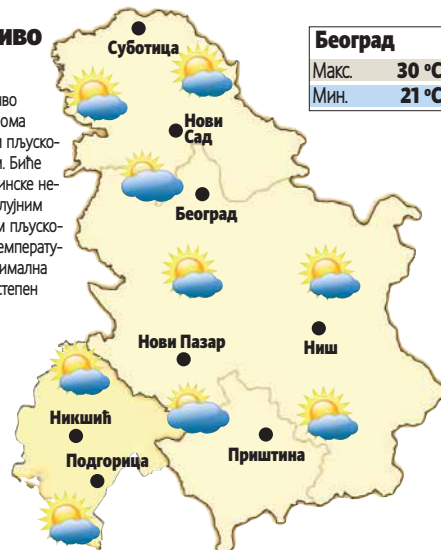 иво
Суботица
Београд
Макс. 30 °C
Мин. 21 °C
иво
ома
и пљуско-
и. Биће
инске не-
лујним
м пљуско-
емперату-
имална
степен
Нови
Сад
Београд
Нови Пазар
Ниш
Никшић
Подгорица
Приштина